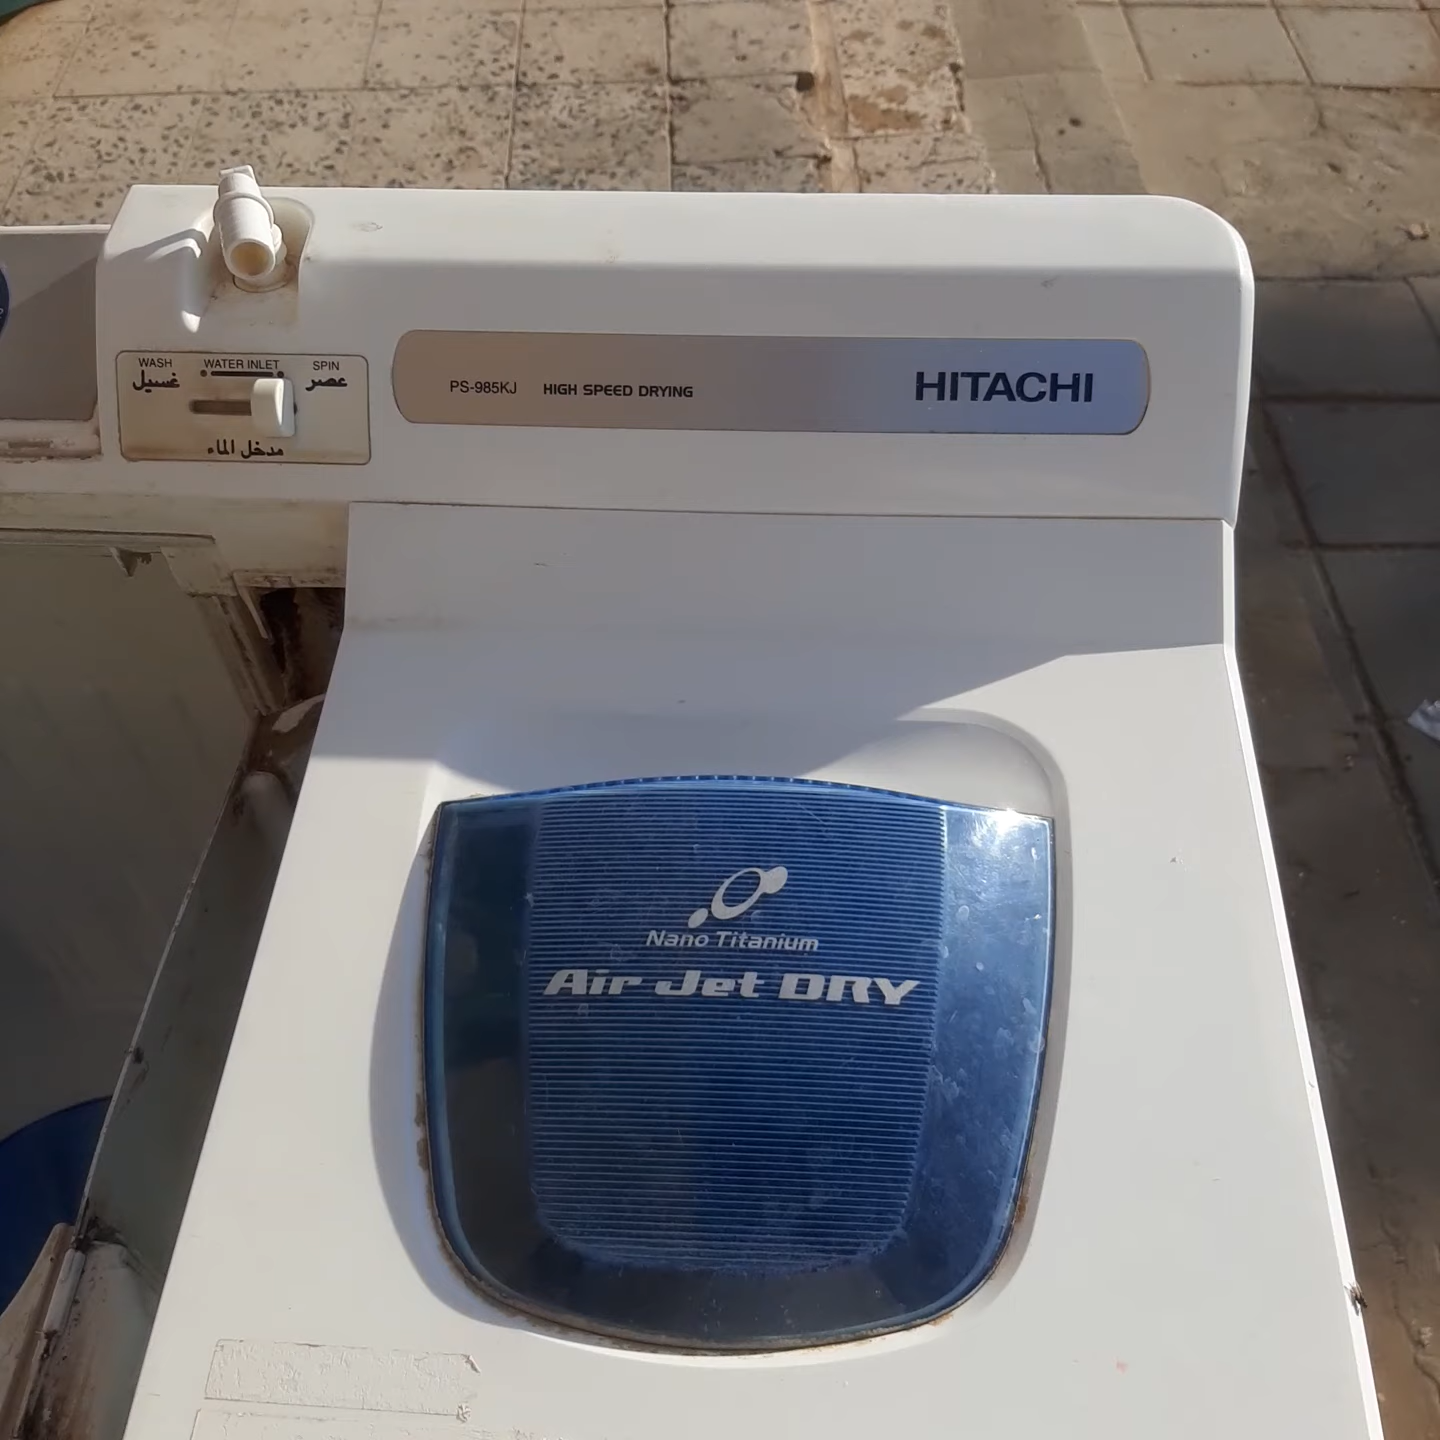 WASH WATER INLET SPIN
غسيل عصر
مدخل الماء
PS-985KJ HIGH SPEED DRYING HITACHI
Nano Titanium
Air Jet DRY